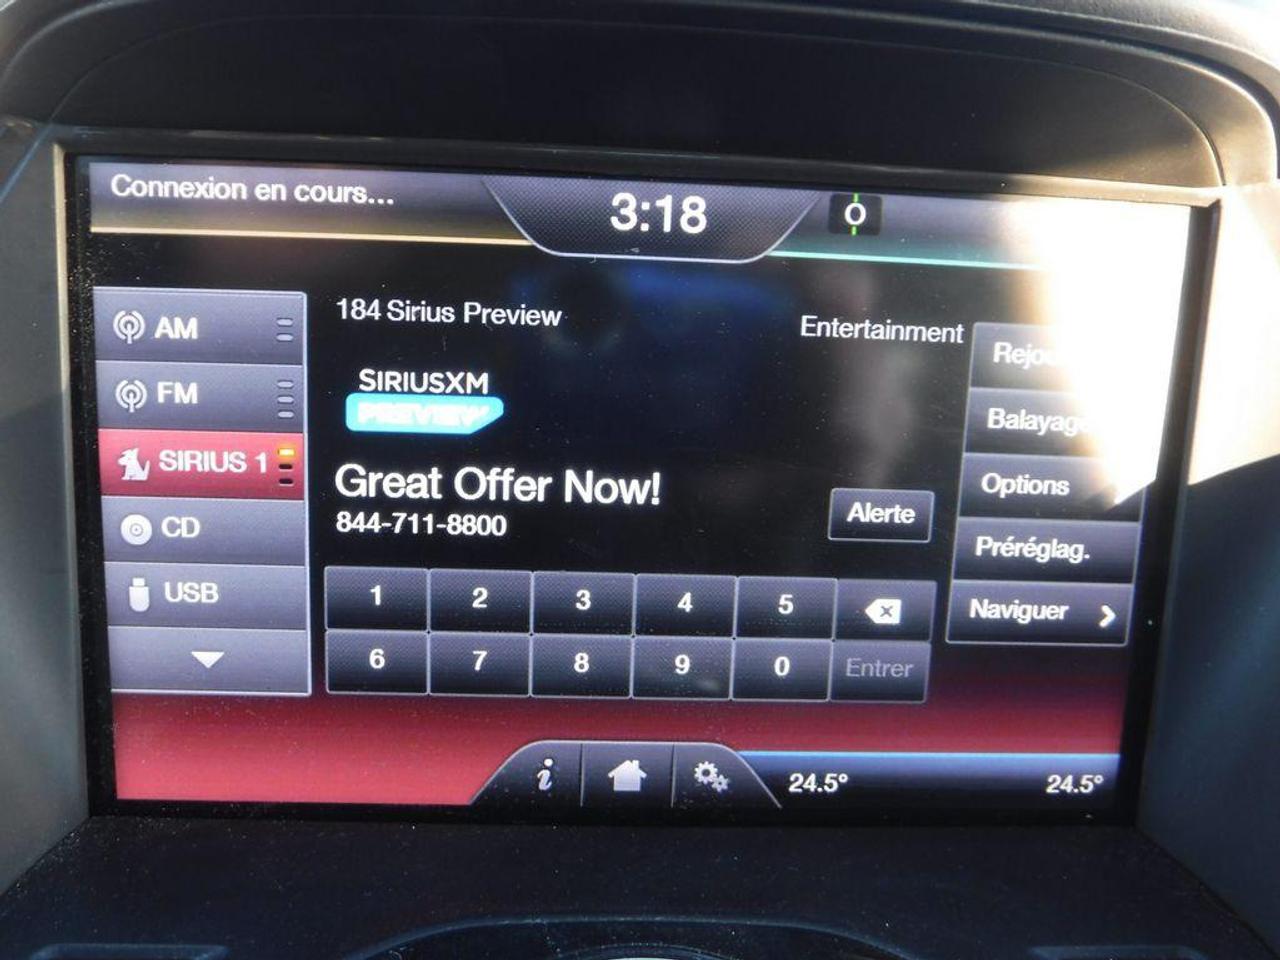 Connexion en cours...
3:18
O
184 Sirius Preview
Entertainment
AM
FM
SIRIUS 1
CD
USB
SIRIUSXM
PREVIEW
Great Offer Now!
844-711-8800
Alerte
Balayage
Options
Préréglag.
Naviguer
1 2 3 4 5
6 7 8 9 0 Entrer
i
24.5°
24.5°